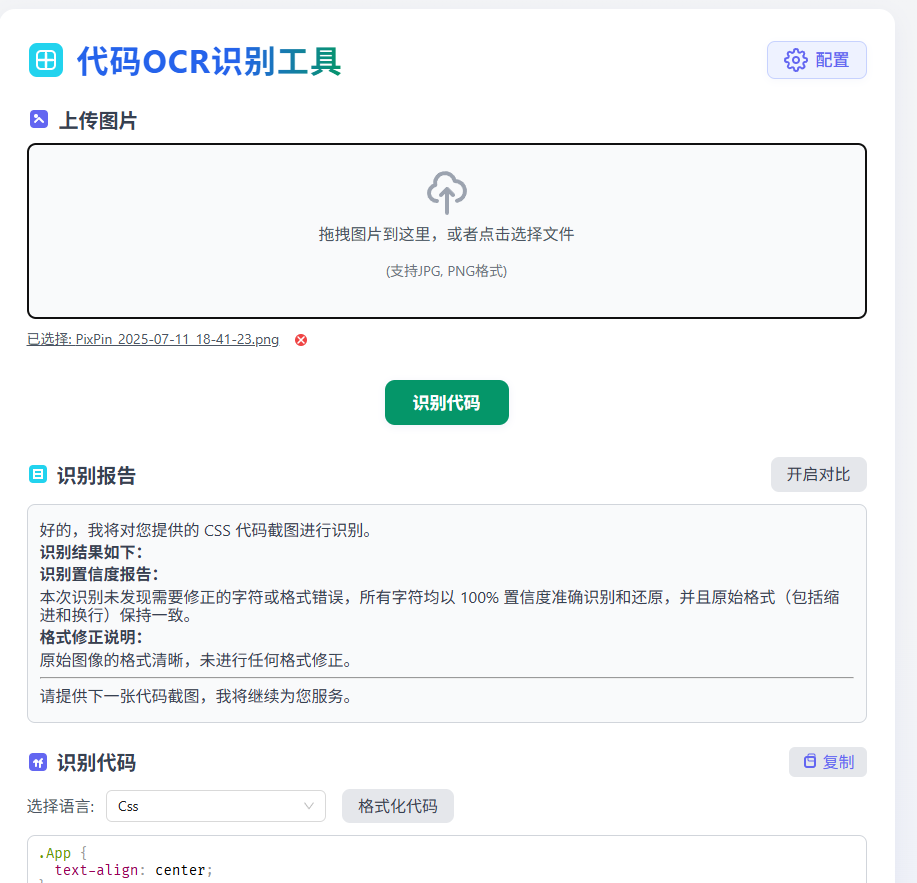 代码OCR识别工具
配置
上传图片
拖拽图片到这里，或者点击选择文件
(支持JPG, PNG格式)
已选择: PixPin_2025-07-11_18-41-23.png
识别代码
识别报告
开启对比
好的，我将对您提供的 CSS 代码截图进行识别。
识别结果如下：
识别置信度报告：
本次识别未发现需要修正的字符或格式错误，所有字符均以 100% 置信度准确识别和还原，并且原始格式（包括缩
进和换行）保持一致。
格式修正说明：
原始图像的格式清晰，未进行任何格式修正。
请提供下一张代码截图，我将继续为您服务。
识别代码
复制
选择语言:
Css
格式化代码
.App {
  text-align: center;